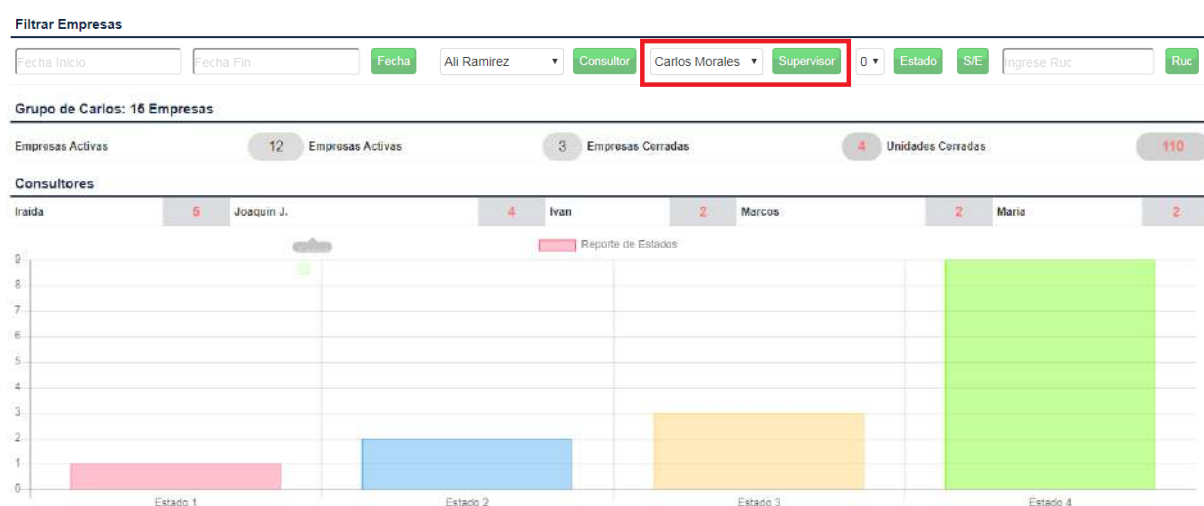 Filtrar Empresas
Fecha Inicio Fecha Fin Fecha Ali Ramirez Consultor Carlos Morales Supervisor 0 Estado S/E Ingrese Ruc Ruc
Grupo de Carlos: 15 Empresas
Empresas Activas 12 Empresas Activas 3 Empresas Cerradas 4 Unidades Cerradas 110
Consultores
Iraida 5 Joaquin J. 4 Ivan 2 Marcos 2 Maria 2
Reporte de Estados
9
8
7
6
5
4
3
2
1
0
Estado 1 Estado 2 Estado 3 Estado 4